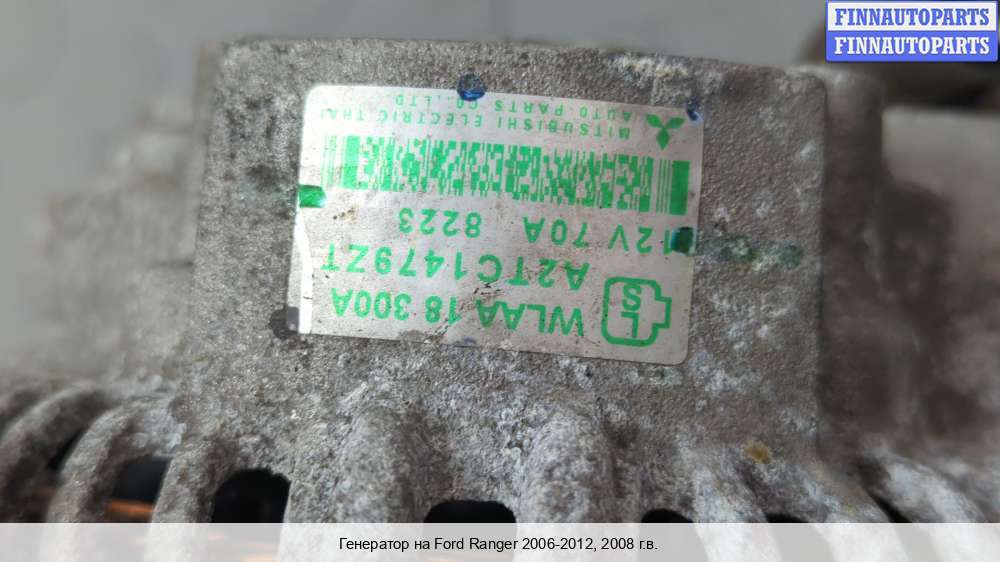 FINNAUTOPARTS
FINNAUTOPARTS
WLAA 18 300A
A2TC1479ZT
12V 70A 8223
MITSUBISHI ELECTRIC THAI
AUTO-PARTS CO.,LTD.
LS
Генератор на Ford Ranger 2006-2012, 2008 г.в.